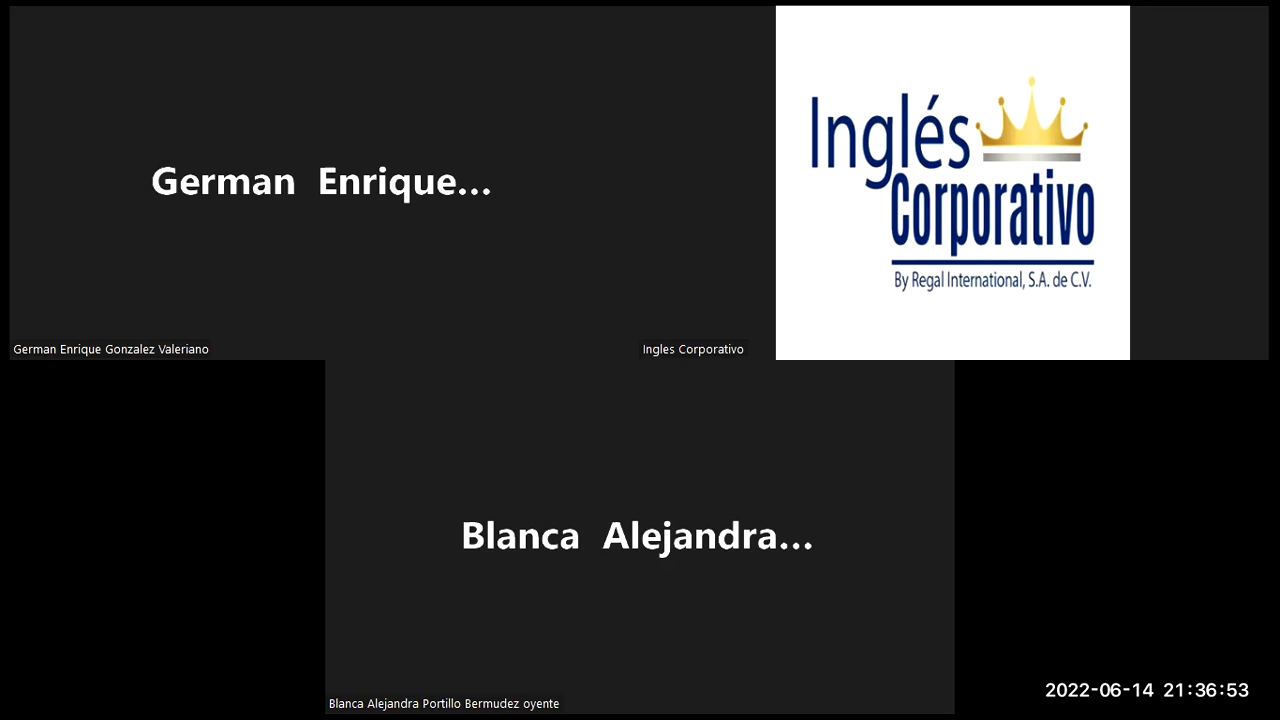 German Enrique...
German Enrique Gonzalez Valeriano
Inglés
Corporativo
By Regal International, S.A. de C.V.
Ingles Corporativo
Blanca Alejandra...
Blanca Alejandra Portillo Bermudez oyente
2022-06-14 21:36:53